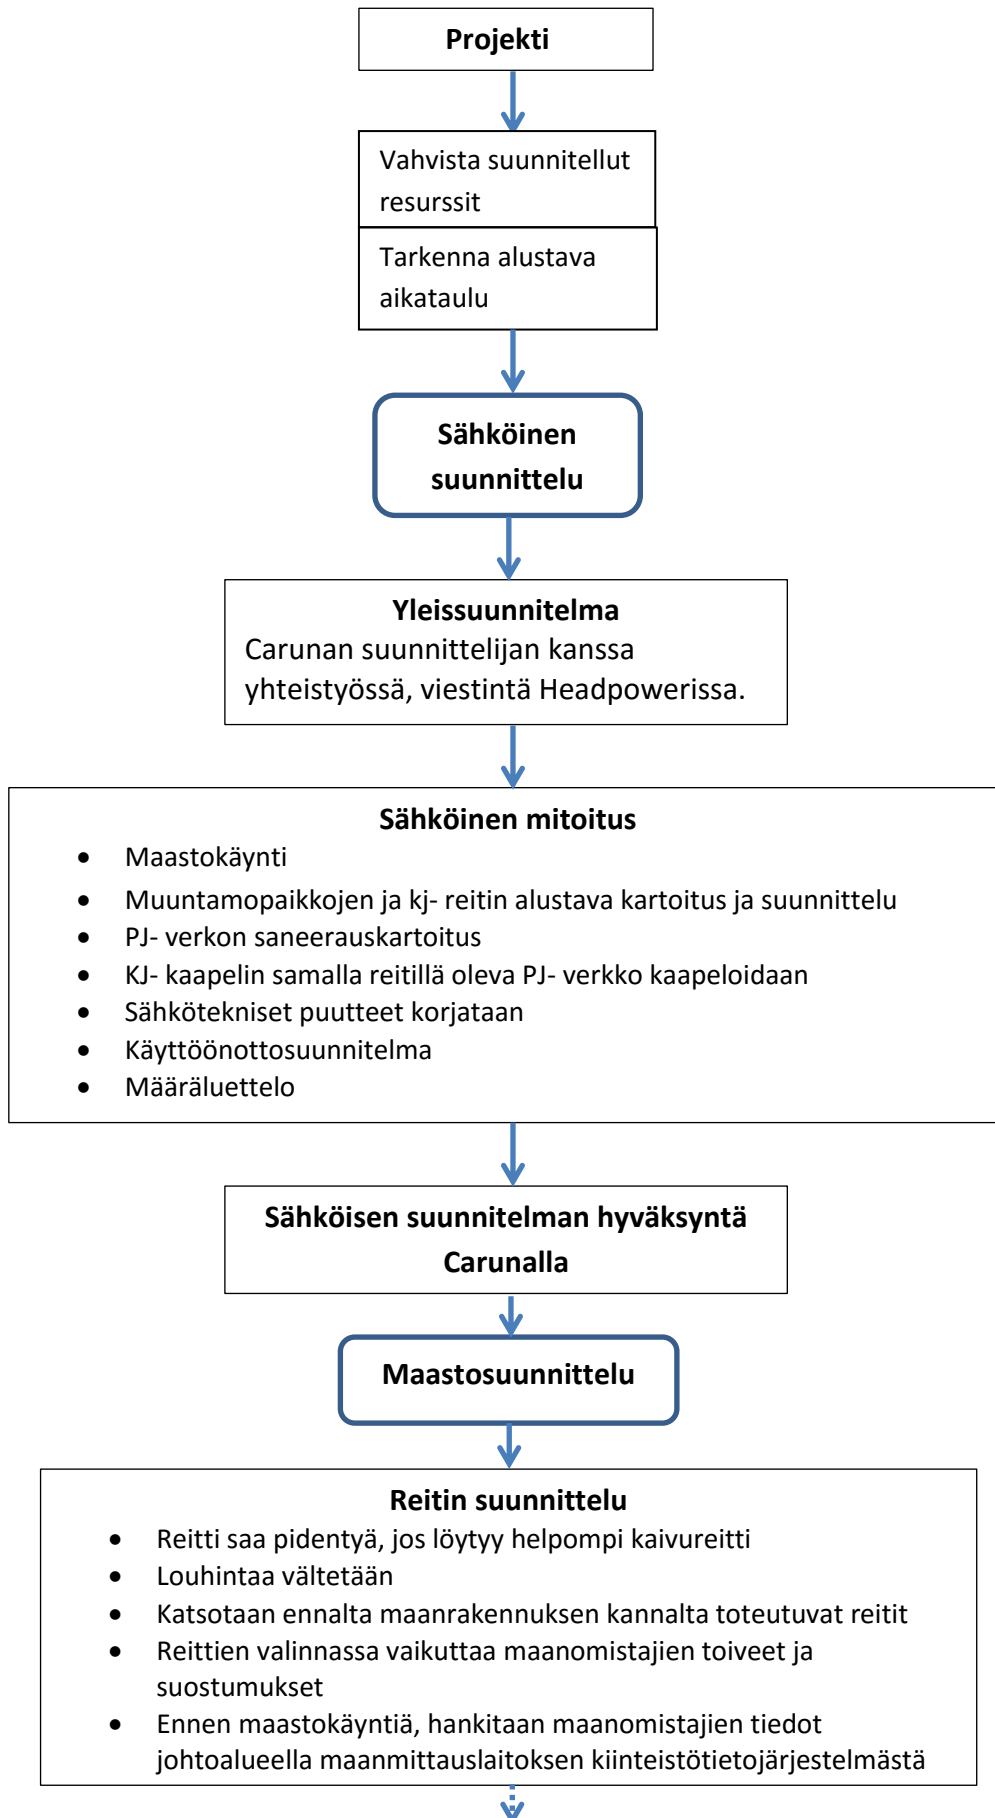 Projekti
Vahvista suunnitellut
resurssit
Tarkenna alustava
aikataulu
Sähköinen
suunnittelu
Yleissuunnitelma
Carunan suunnittelijan kanssa
yhteistyössä, viestintä Headpowerissa.
Sähköinen mitoitus
• Maastokäynti
• Muuntamopaikkojen ja kj- reitin alustava kartoitus ja suunnittelu
• PJ- verkon saneerauskartoitus
• KJ- kaapelin samalla reitillä oleva PJ- verkko kaapeloidaan
• Sähkötekniset puutteet korjataan
• Käyttöönottosuunnitelma
• Määräluettelo
Sähköisen suunnitelman hyväksyntä
Carunalla
Maastosuunnittelu
Reitin suunnittelu
• Reitti saa pidentyä, jos löytyy helpompi kaivureitti
• Louhintaa vältetään
• Katsotaan ennalta maanrakennuksen kannalta toteutuvat reitit
• Reittien valinnassa vaikuttaa maanomistajien toiveet ja
suostumukset
• Ennen maastokäyntiä, hankitaan maanomistajien tiedot
johtoalueella maanmittauslaitoksen kiinteistötietojärjestelmästä